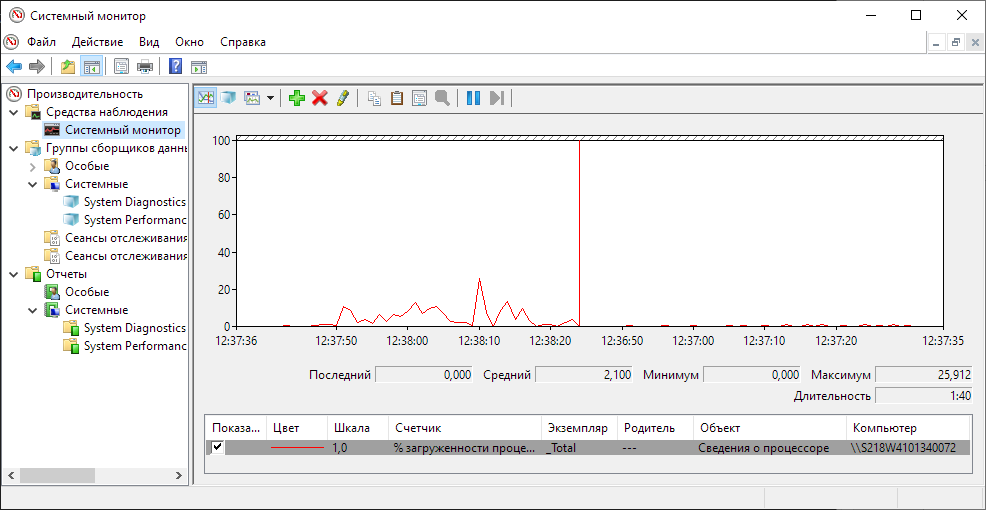 Системный монитор
Файл Действие Вид Окно Справка
Производительность
Средства наблюдения
Системный монитор
Группы сборщиков данны
Особые
Системные
System Diagnostics
System Performanc
Сеансы отслеживания
Сеансы отслеживания
Отчеты
Особые
Системные
System Diagnostics
System Performanc
100
80
60
40
20
0
12:37:36 12:37:50 12:38:00 12:38:10 12:38:20 12:36:50 12:37:00 12:37:10 12:37:20 12:37:35
Последний 0,000 Средний 2,100 Минимум 0,000 Максимум 25,912
Длительность 1:40
Показа... Цвет Шкала Счетчик Экземпляр Родитель Объект Компьютер
1,0 % загруженности проце... _Total --- Сведения о процессоре \\S218W4101340072